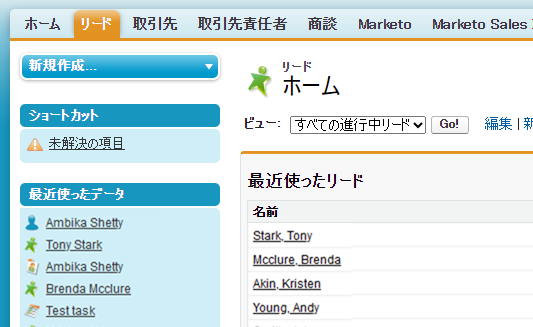 ホーム リード 取引先 取引先責任者 商談 Marketo Marketo Sales
新規作成...
リード
ホーム
ショートカット
未解決の項目
ビュー: すべての進行中リード Go! 編集 | 新
最近使ったデータ
Ambika Shetty
Tony Stark
Ambika Shetty
Brenda Mcclure
Test task
最近使ったリード
名前
Stark, Tony
Mcclure, Brenda
Akin, Kristen
Young, Andy